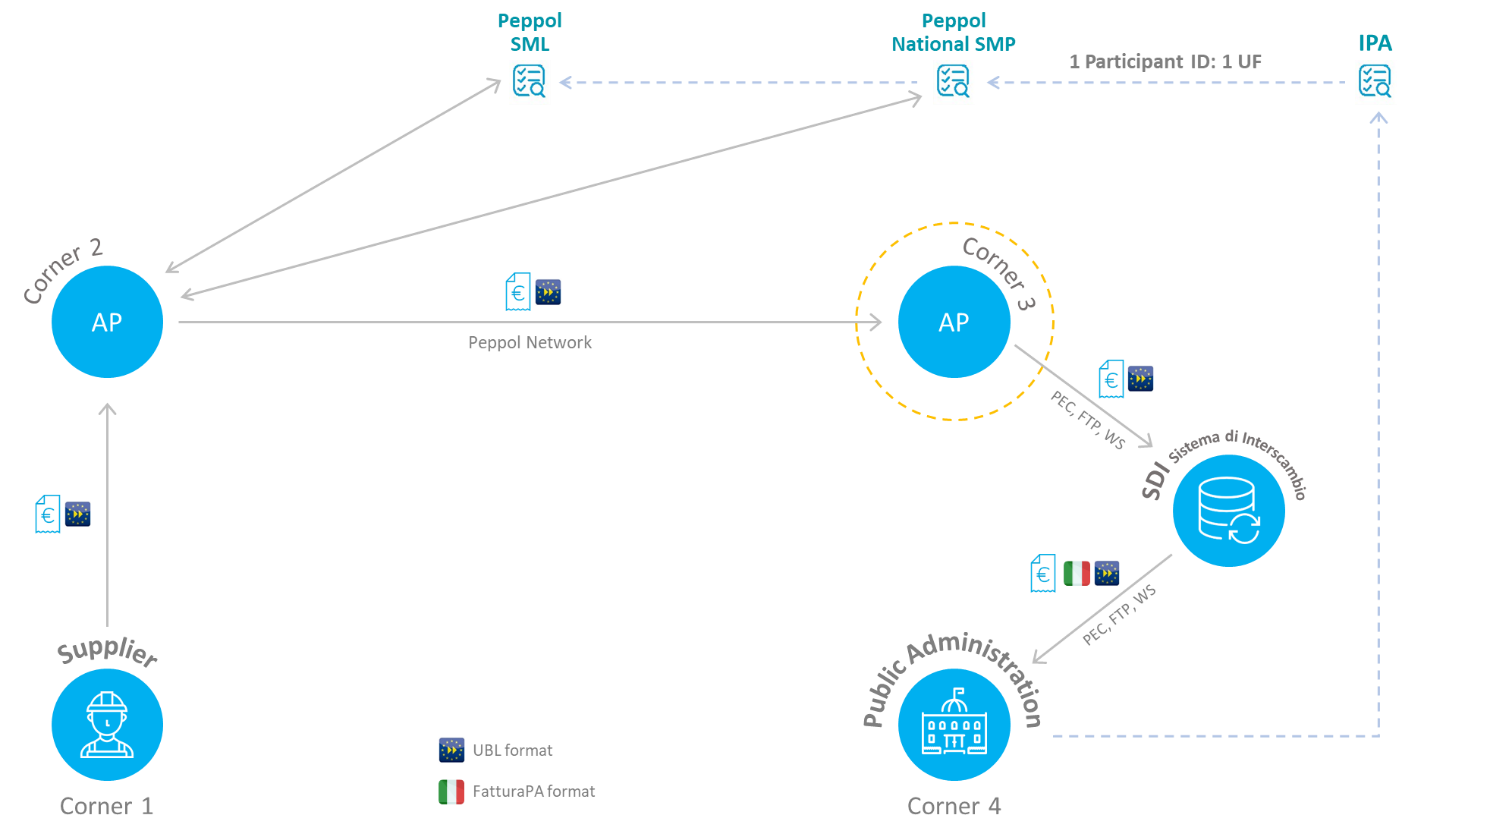 Peppol
SML
Peppol
National SMP
IPA
1 Participant ID: 1 UF
Corner 2
AP
Corner 3
AP
€
Peppol Network
€
PEC, FTP, WS
SDI Sistema di Interscambio
€
€
PEC, FTP, WS
Supplier
Public Administration
UBL format
FatturaPA format
Corner 1
Corner 4